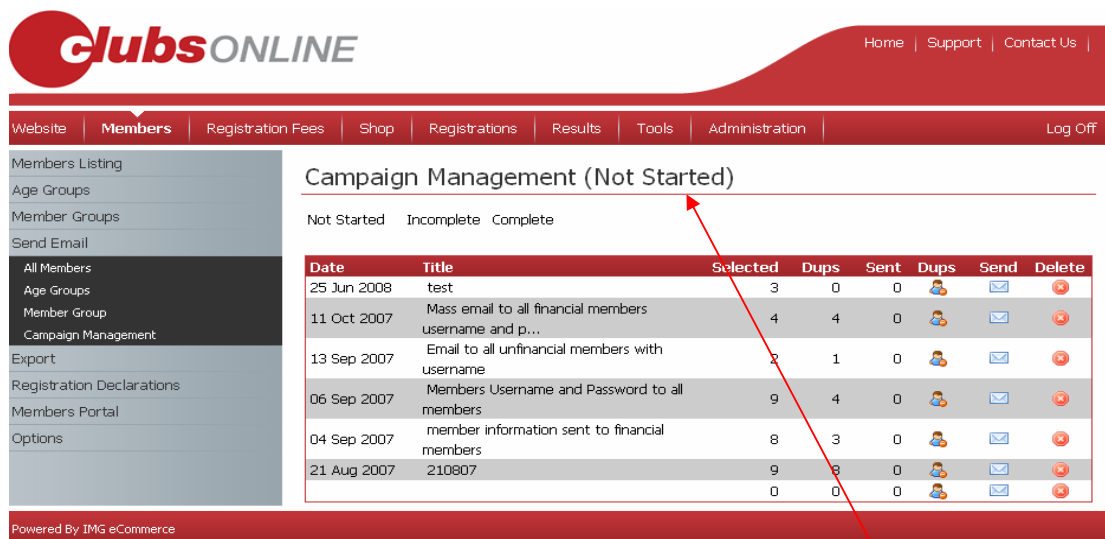 clubsONLINE
Home | Support | Contact Us |
Website Members Registration Fees Shop Registrations Results Tools Administration Log Off
Members Listing
Age Groups
Member Groups
Send Email
All Members
Age Groups
Member Group
Campaign Management
Export
Registration Declarations
Members Portal
Options
Campaign Management (Not Started)
Not Started Incomplete Complete
Date Title Selected Dups Sent Dups Send Delete
25 Jun 2008 test 3 0 0
11 Oct 2007 Mass email to all financial members
username and p... 4 4 0
13 Sep 2007 Email to all unfinancial members with
username 2 1 0
06 Sep 2007 Members Username and Password to all
members 9 4 0
04 Sep 2007 member information sent to financial
members 8 3 0
21 Aug 2007 210807 9 8 0
0 0 0
Powered By IMG eCommerce